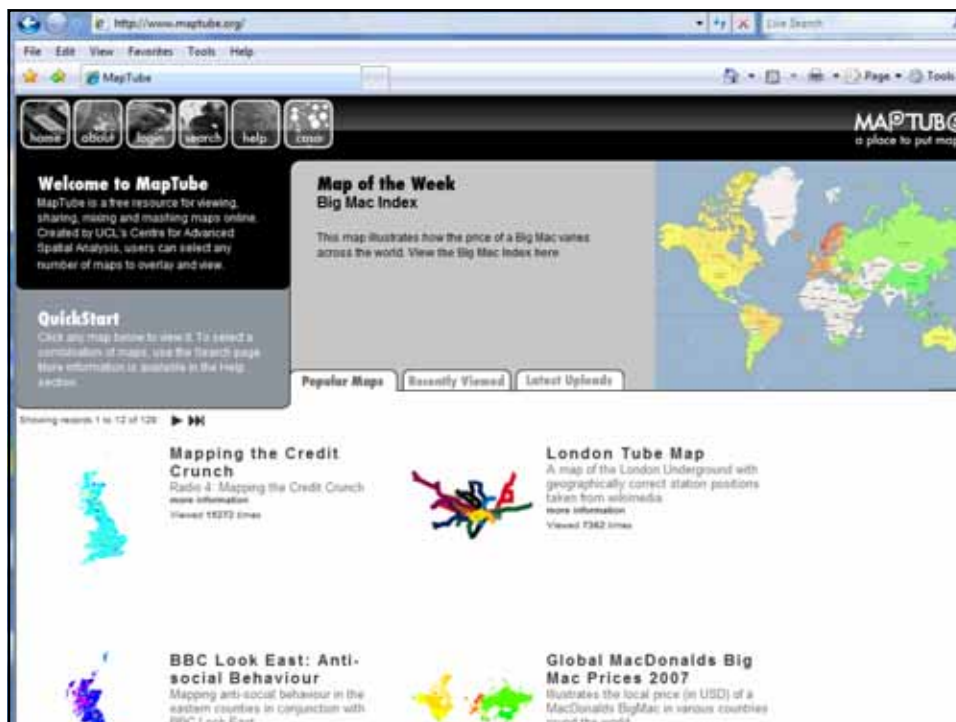 http://www.maptube.org/
Live Search
File Edit View Favorites Tools Help
MapTube
Page Tools
home about login search help casa
MAPTUBE
a place to put map
Welcome to MapTube
MapTube is a free resource for viewing,
sharing, mixing and mashing maps online.
Created by UCL's Centre for Advanced
Spatial Analysis, users can select any
number of maps to overlay and view.
Map of the Week
Big Mac Index
This map illustrates how the price of a Big Mac varies
across the world. View the Big Mac Index here
QuickStart
Click any map below to view it. To select a
combination of maps, use the Search page.
More information is available in the Help
section.
Popular Maps Recently Viewed Latest Uploads
Showing records 1 to 12 of
Mapping the Credit
Crunch
Radio 4: Mapping the Credit Crunch
more information
Viewed times
London Tube Map
A map of the London Underground with
geographically correct station positions
taken from wikimedia
more information
Viewed 7362 times
BBC Look East: Anti-
social Behaviour
Mapping anti-social behaviour in the
eastern counties in conjunction with
BBC Look East
Global MacDonalds Big
Mac Prices 2007
Illustrates the local price (in USD) of a
MacDonalds BigMac in various countries
round the world